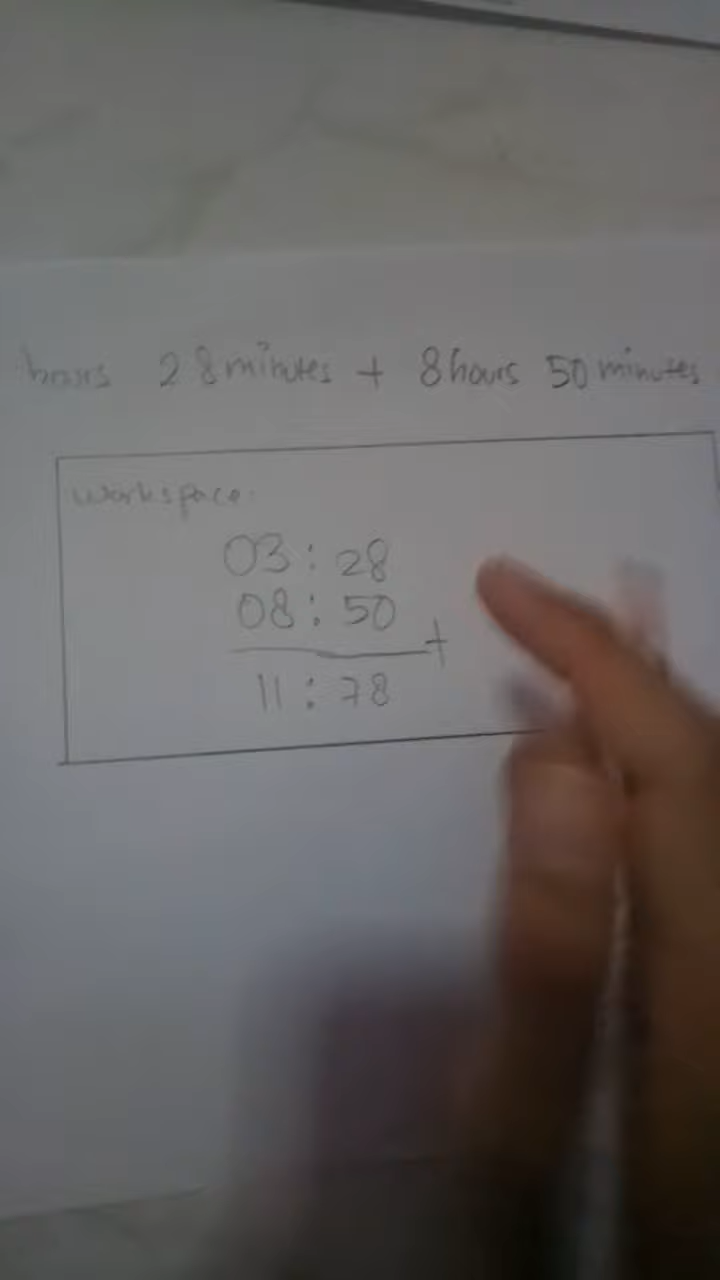 hours 28 minutes + 8 hours 50 minutes
workspace:
03 : 28
08 : 50
+
11 : 78